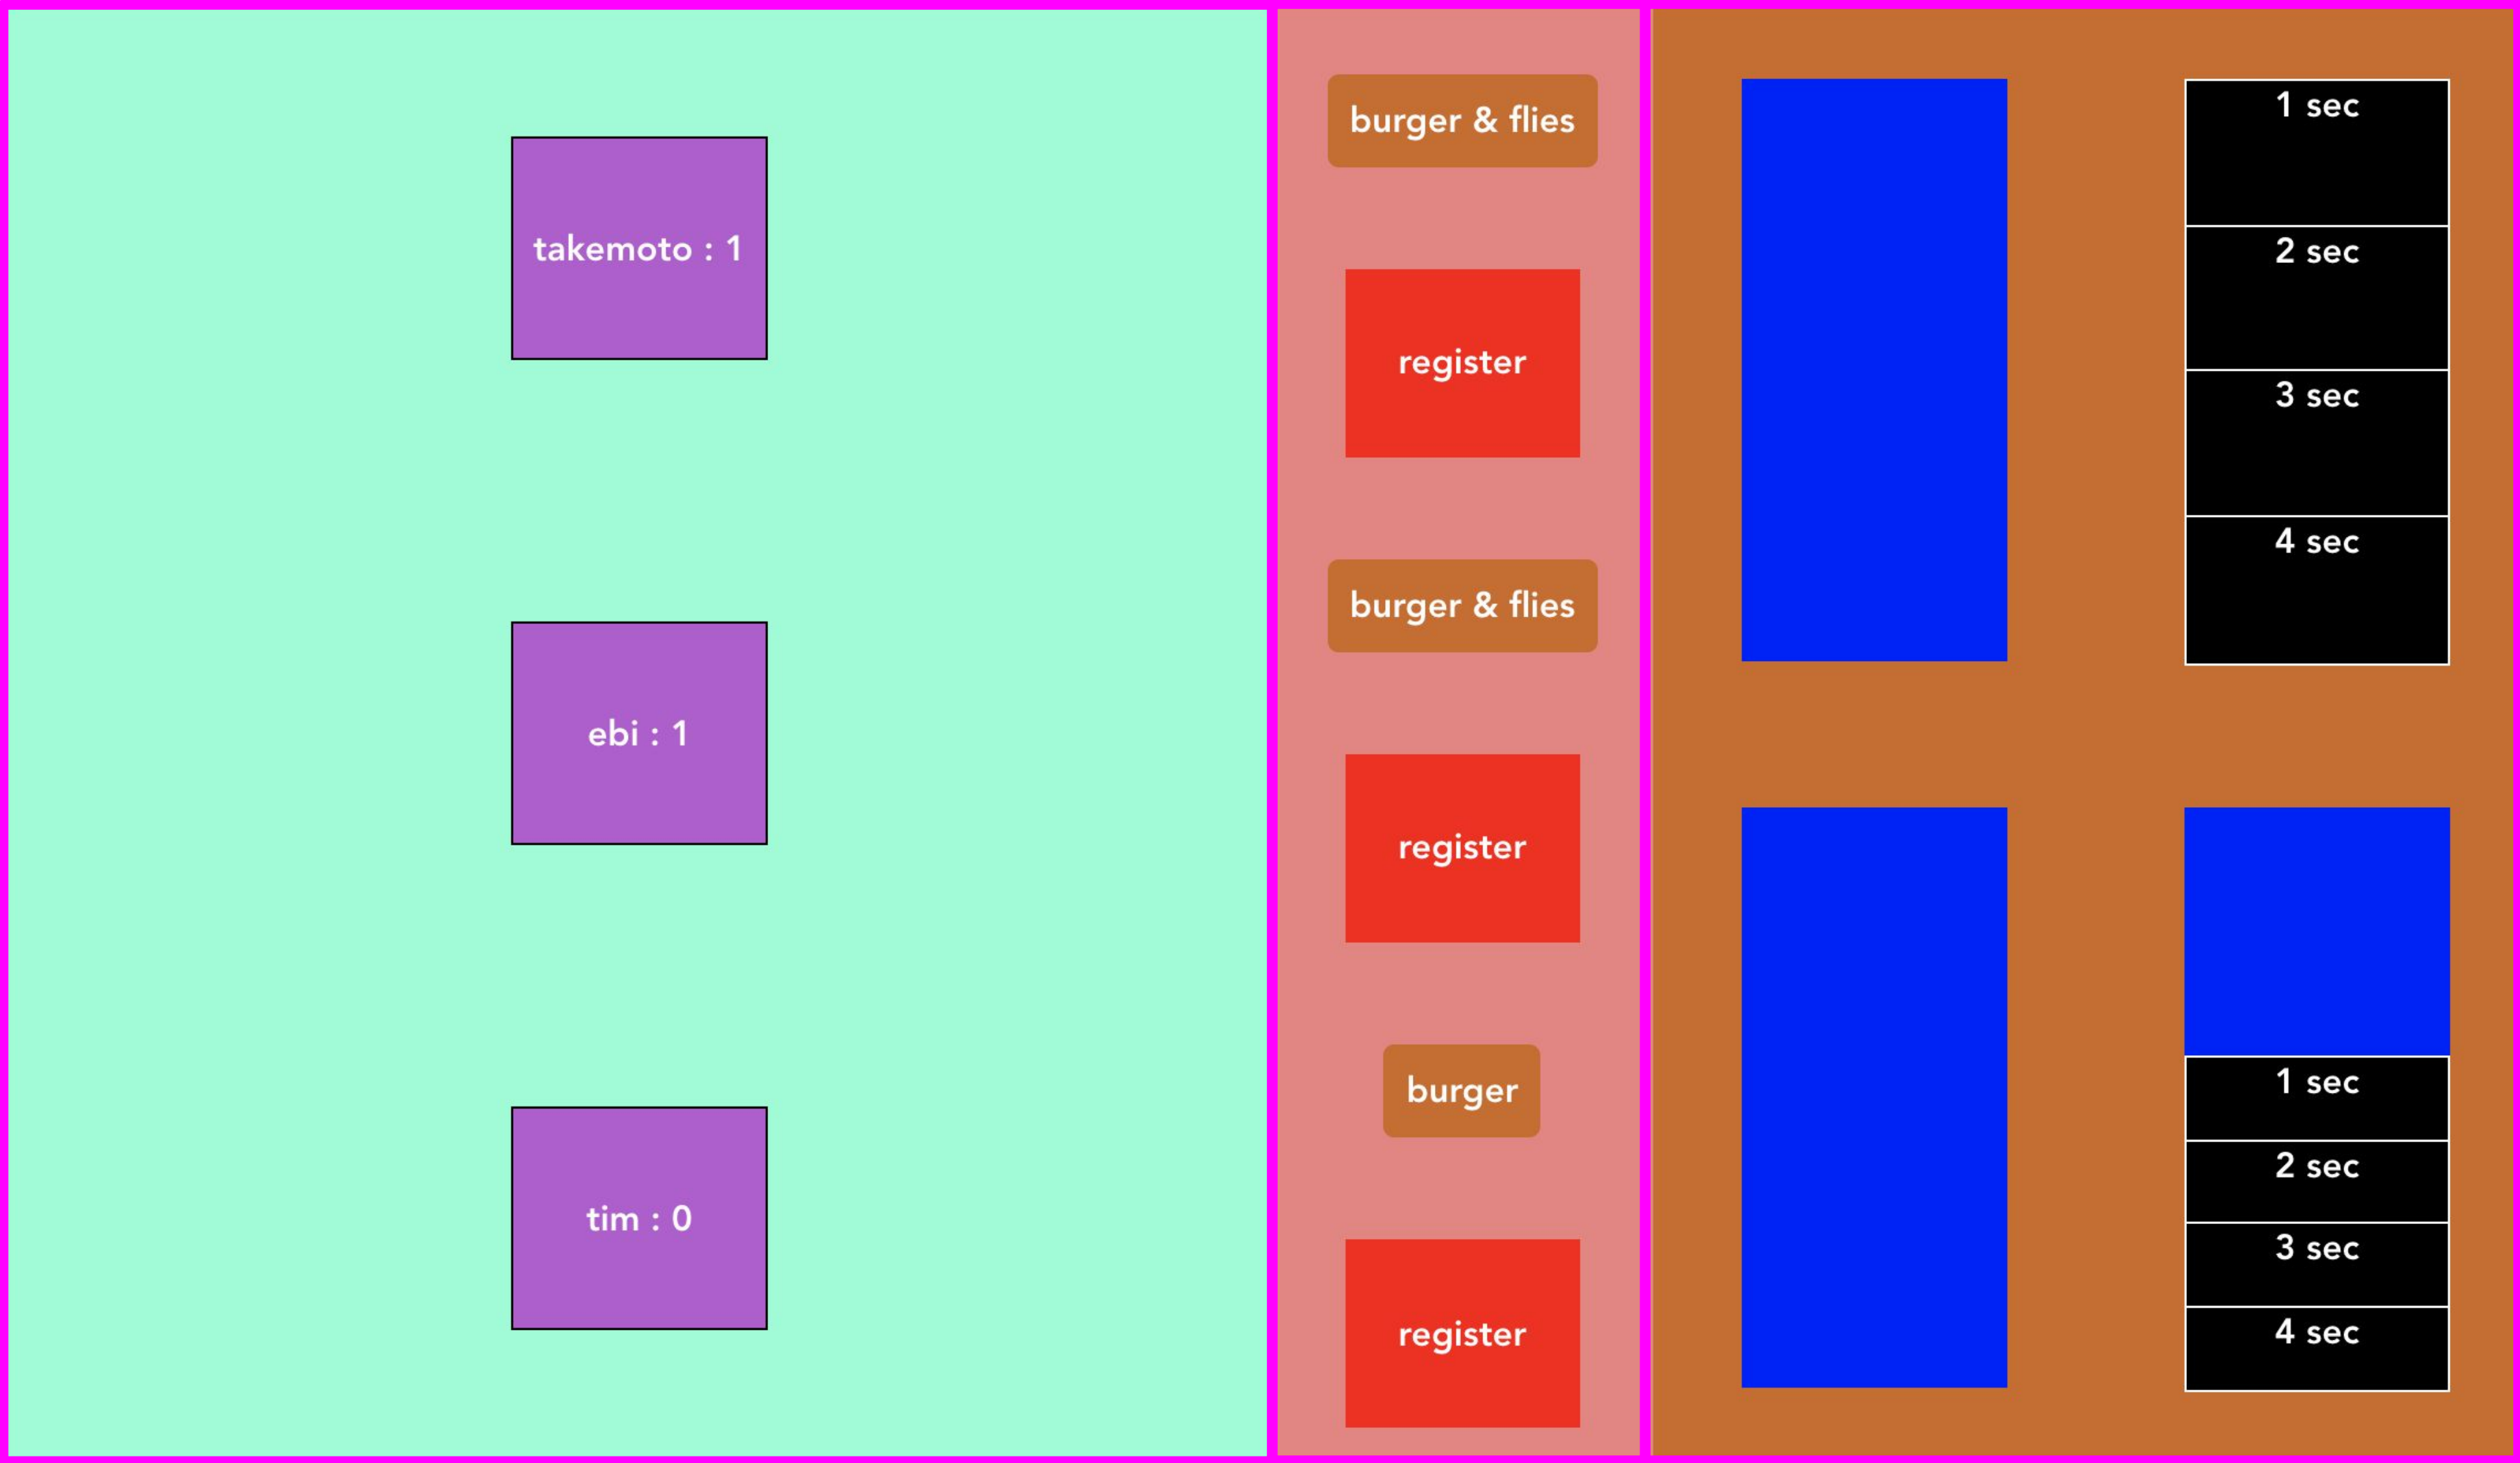 takemoto : 1
ebi : 1
tim : 0
burger & flies
register
burger & flies
register
burger
register
1 sec
2 sec
3 sec
4 sec
1 sec
2 sec
3 sec
4 sec